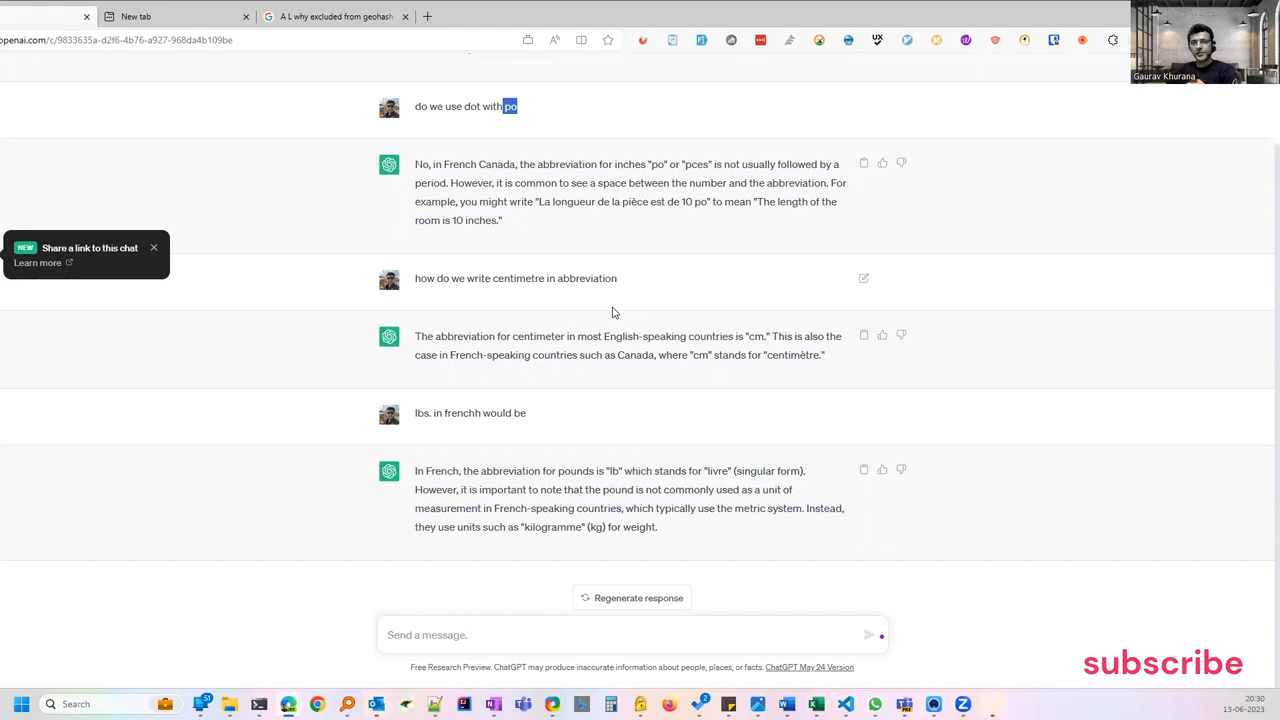 New tab
A L why excluded from geohash
openai.com/c/9833635a-d2f6-4b76-a927-968da4b109be
UX
Gaurav Khurana
do we use dot with po
No, in French Canada, the abbreviation for inches "po" or "pces" is not usually followed by a
period. However, it is common to see a space between the number and the abbreviation. For
example, you might write "La longueur de la pièce est de 10 po" to mean "The length of the
room is 10 inches."
NEW Share a link to this chat
Learn more
how do we write centimetre in abbreviation
The abbreviation for centimeter in most English-speaking countries is "cm." This is also the
case in French-speaking countries such as Canada, where "cm" stands for "centimètre."
lbs. in frenchh would be
In French, the abbreviation for pounds is "lb" which stands for "livre" (singular form).
However, it is important to note that the pound is not commonly used as a unit of
measurement in French-speaking countries, which typically use the metric system. Instead,
they use units such as "kilogramme" (kg) for weight.
Regenerate response
Send a message.
Free Research Preview. ChatGPT may produce inaccurate information about people, places, or facts. ChatGPT May 24 Version
subscribe
Search
20:30
13-06-2023